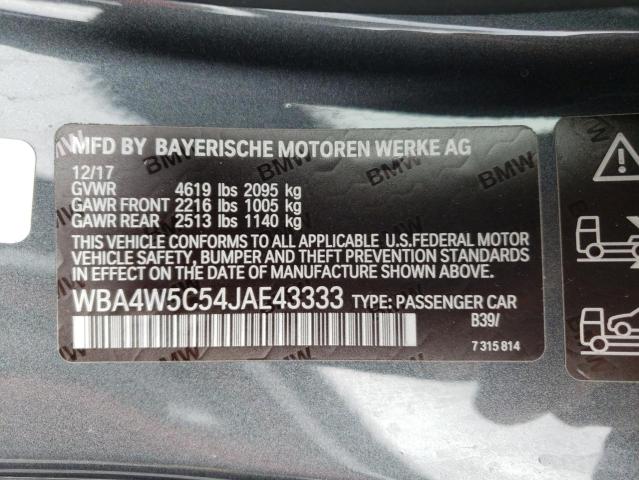 MFD BY BAYERISCHE MOTOREN WERKE AG
12/17
GVWR 4619 lbs 2095 kg
GAWR FRONT 2216 lbs 1005 kg
GAWR REAR 2513 lbs 1140 kg
THIS VEHICLE CONFORMS TO ALL APPLICABLE U.S.FEDERAL MOTOR
VEHICLE SAFETY, BUMPER AND THEFT PREVENTION STANDARDS
IN EFFECT ON THE DATE OF MANUFACTURE SHOWN ABOVE.
WBA4W5C54JAE43333 TYPE: PASSENGER CAR
B39/
7 315 814